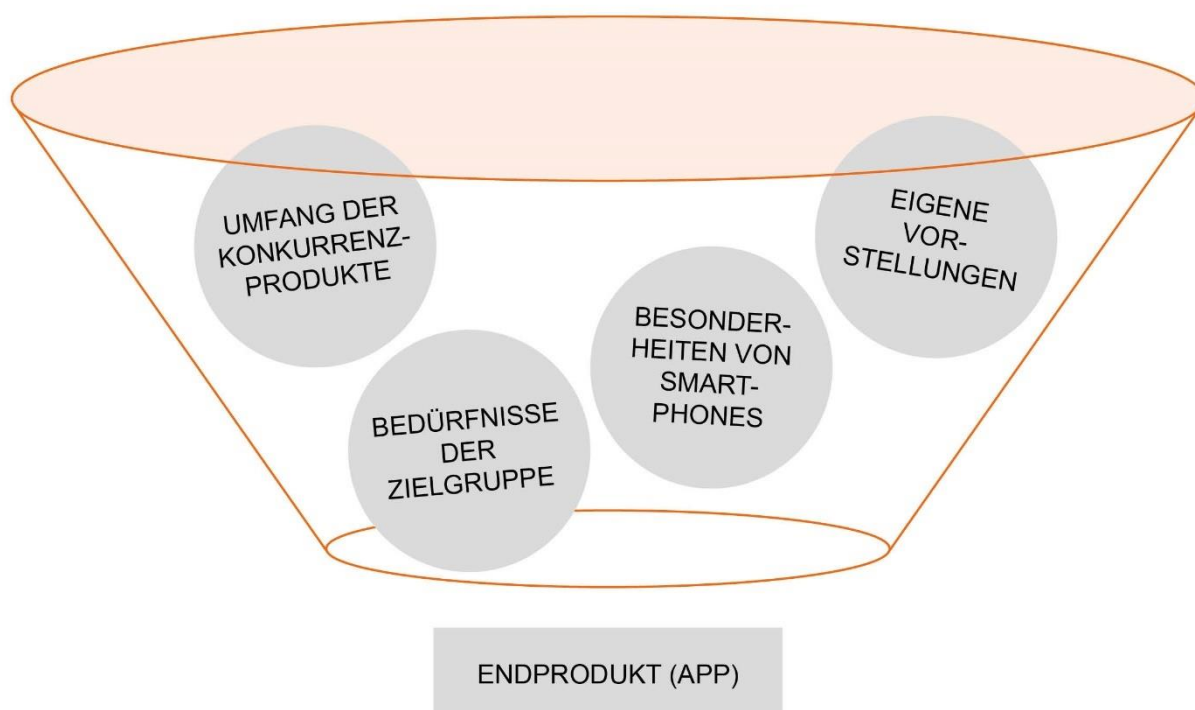 UMFANG DER
KONKURRENZ-
PRODUKTE
EIGENE
VOR-
STELLUNGEN
BESONDER-
HEITEN VON
SMART-
PHONES
BEDÜRFNISSE
DER
ZIELGRUPPE
ENDPRODUKT (APP)